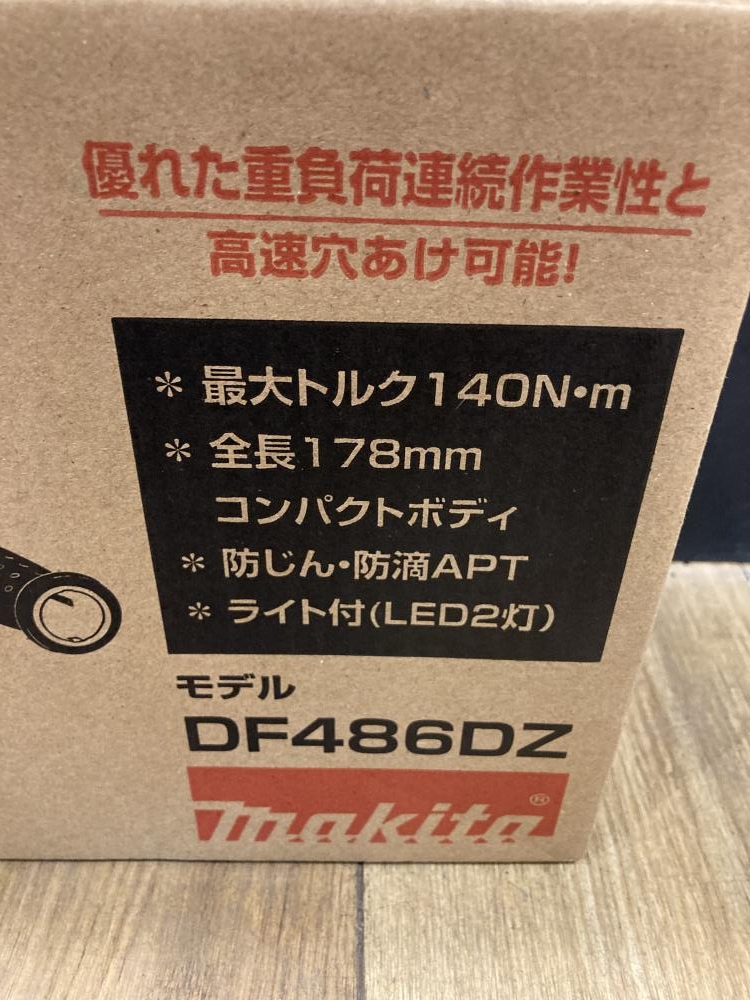 優れた重負荷連続作業性と
高速穴あけ可能!
* 最大トルク140N・m
* 全長178mm
コンパクトボディ
* 防じん・防滴APT
* ライト付(LED2灯)
モデル
DF486DZ
makita®